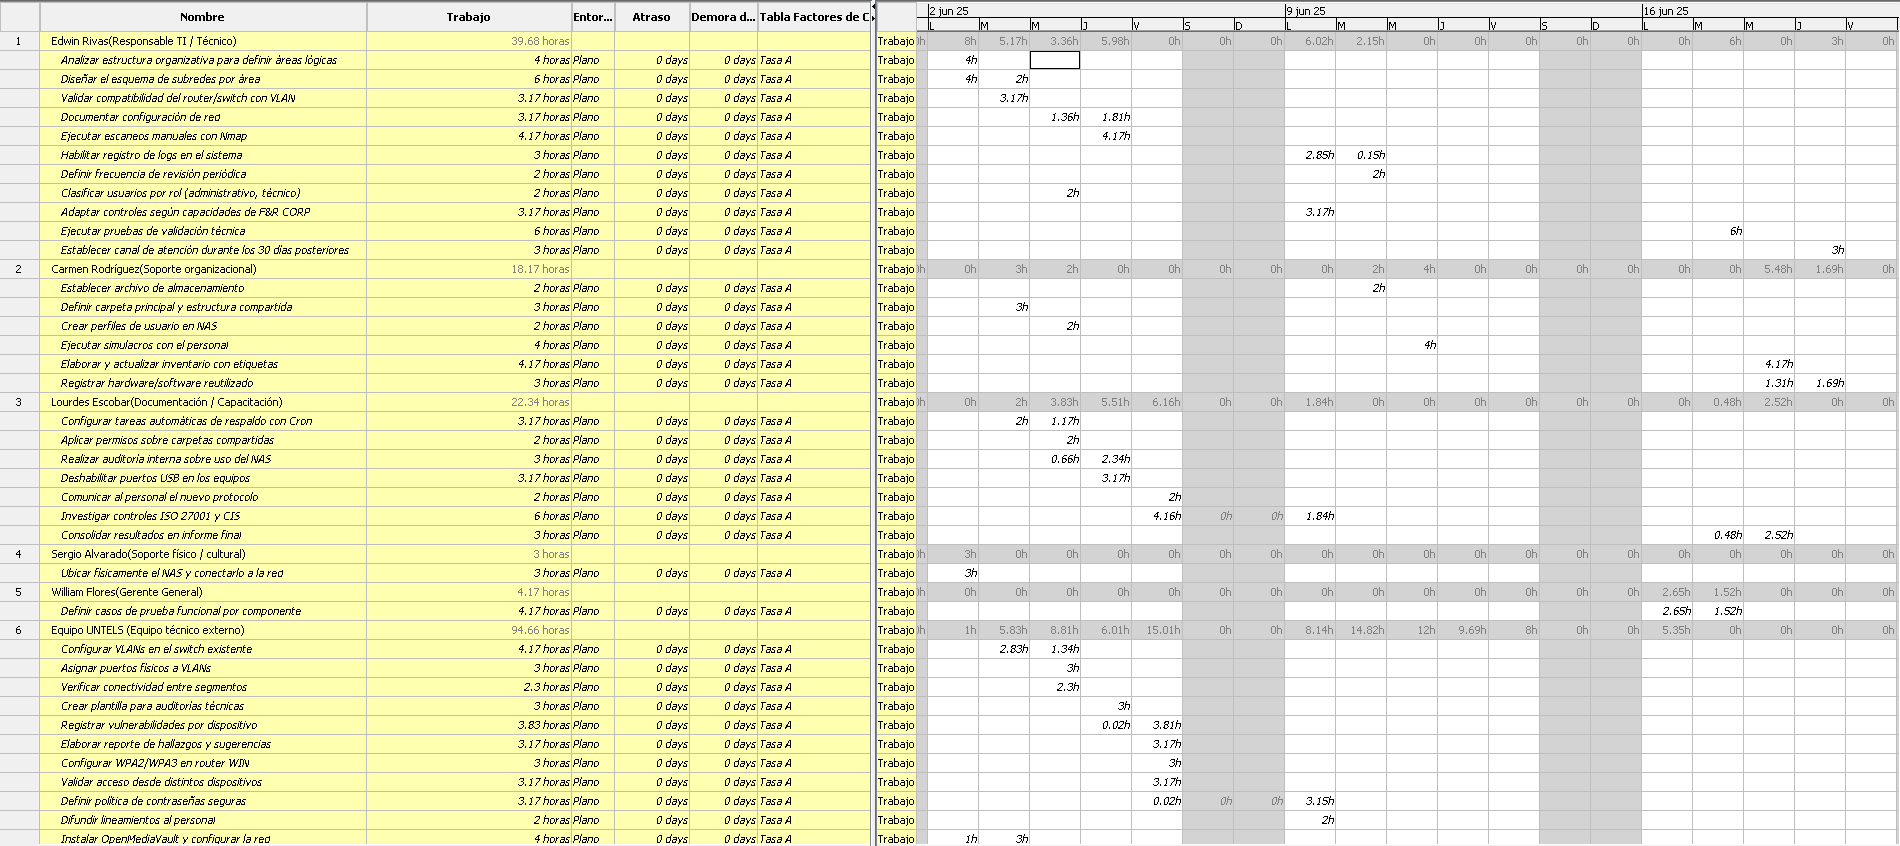 Nombre Trabajo Entor... Atraso Demora d... Tabla Factores de C 2 jun 25 9 jun 25 16 jun 25
L M M J V S D L M M J V S D L M M J V
1 Edwin Rivas(Responsable TI / Técnico) 39.68 horas Trabajo 8h 5.17h 3.36h 5.98h 0h 0h 0h 6.02h 2.15h 0h 0h 0h 0h 0h 0h 6h 0h 3h 0h
Analizar estructura organizativa para definir áreas lógicas 4 horas Plano 0 days 0 days Tasa A Trabajo 4h
Diseñar el esquema de subredes por área 6 horas Plano 0 days 0 days Tasa A Trabajo 4h 2h
Validar compatibilidad del router/switch con VLAN 3.17 horas Plano 0 days 0 days Tasa A Trabajo 3.17h
Documentar configuración de red 3.17 horas Plano 0 days 0 days Tasa A Trabajo 1.36h 1.81h
Ejecutar escaneos manuales con Nmap 4.17 horas Plano 0 days 0 days Tasa A Trabajo 4.17h
Habilitar registro de logs en el sistema 3 horas Plano 0 days 0 days Tasa A Trabajo 2.85h 0.15h
Definir frecuencia de revisión periódica 2 horas Plano 0 days 0 days Tasa A Trabajo 2h
Clasificar usuarios por rol (administrativo, técnico) 2 horas Plano 0 days 0 days Tasa A Trabajo 2h
Adaptar controles según capacidades de F&R CORP 3.17 horas Plano 0 days 0 days Tasa A Trabajo 3.17h
Ejecutar pruebas de validación técnica 6 horas Plano 0 days 0 days Tasa A Trabajo 6h
Establecer canal de atención durante los 30 días posteriores 3 horas Plano 0 days 0 days Tasa A Trabajo 3h
2 Carmen Rodríguez(Soporte organizacional) 18.17 horas Trabajo 0h 3h 2h 0h 0h 0h 0h 0h 2h 4h 0h 0h 0h 0h 0h 0h 5.48h 1.69h 0h
Establecer archivo de almacenamiento 2 horas Plano 0 days 0 days Tasa A Trabajo 2h
Definir carpeta principal y estructura compartida 3 horas Plano 0 days 0 days Tasa A Trabajo 3h
Crear perfiles de usuario en NAS 2 horas Plano 0 days 0 days Tasa A Trabajo 2h
Ejecutar simulacros con el personal 4 horas Plano 0 days 0 days Tasa A Trabajo 4h
Elaborar y actualizar inventario con etiquetas 4.17 horas Plano 0 days 0 days Tasa A Trabajo 4.17h
Registrar hardware/software reutilizado 3 horas Plano 0 days 0 days Tasa A Trabajo 1.31h 1.69h
3 Lourdes Escobar(Documentación / Capacitación) 22.34 horas Trabajo 0h 2h 3.83h 5.51h 6.16h 0h 0h 1.84h 0h 0h 0h 0h 0h 0h 0h 0.48h 2.52h 0h 0h
Configurar tareas automáticas de respaldo con Cron 3.17 horas Plano 0 days 0 days Tasa A Trabajo 2h 1.17h
Aplicar permisos sobre carpetas compartidas 2 horas Plano 0 days 0 days Tasa A Trabajo 2h
Realizar auditoría interna sobre uso del NAS 3 horas Plano 0 days 0 days Tasa A Trabajo 0.66h 2.34h
Deshabilitar puertos USB en los equipos 3.17 horas Plano 0 days 0 days Tasa A Trabajo 3.17h
Comunicar al personal el nuevo protocolo 2 horas Plano 0 days 0 days Tasa A Trabajo 2h
Investigar controles ISO 27001 y CIS 6 horas Plano 0 days 0 days Tasa A Trabajo 4.16h 0h 0h 1.84h
Consolidar resultados en informe final 3 horas Plano 0 days 0 days Tasa A Trabajo 0.48h 2.52h
4 Sergio Alvarado(Soporte físico / cultural) 3 horas Trabajo 3h 0h 0h 0h 0h 0h 0h 0h 0h 0h 0h 0h 0h 0h 0h 0h 0h 0h 0h
Ubicar físicamente el NAS y conectarlo a la red 3 horas Plano 0 days 0 days Tasa A Trabajo 3h
5 William Flores(Gerente General) 4.17 horas Trabajo 0h 0h 0h 0h 0h 0h 0h 0h 0h 0h 0h 0h 0h 0h 2.65h 1.52h 0h 0h 0h
Definir casos de prueba funcional por componente 4.17 horas Plano 0 days 0 days Tasa A Trabajo 2.65h 1.52h
6 Equipo UNTELS (Equipo técnico externo) 94.66 horas Trabajo 1h 5.83h 8.81h 6.01h 15.01h 0h 0h 8.14h 14.82h 12h 9.69h 8h 0h 0h 5.35h 0h 0h 0h 0h
Configurar VLANs en el switch existente 4.17 horas Plano 0 days 0 days Tasa A Trabajo 2.83h 1.34h
Asignar puertos físicos a VLANs 3 horas Plano 0 days 0 days Tasa A Trabajo 3h
Verificar conectividad entre segmentos 2.3 horas Plano 0 days 0 days Tasa A Trabajo 2.3h
Crear plantilla para auditorías técnicas 3 horas Plano 0 days 0 days Tasa A Trabajo 3h
Registrar vulnerabilidades por dispositivo 3.83 horas Plano 0 days 0 days Tasa A Trabajo 0.02h 3.81h
Elaborar reporte de hallazgos y sugerencias 3.17 horas Plano 0 days 0 days Tasa A Trabajo 3.17h
Configurar WPA2/WPA3 en router WIN 3 horas Plano 0 days 0 days Tasa A Trabajo 3h
Validar acceso desde distintos dispositivos 3.17 horas Plano 0 days 0 days Tasa A Trabajo 3.17h
Definir política de contraseñas seguras 3.17 horas Plano 0 days 0 days Tasa A Trabajo 0.02h 0h 0h 3.15h
Difundir lineamientos al personal 2 horas Plano 0 days 0 days Tasa A Trabajo 2h
Instalar OpenMediaVault y configurar la red 4 horas Plano 0 days 0 days Tasa A Trabajo 1h 3h